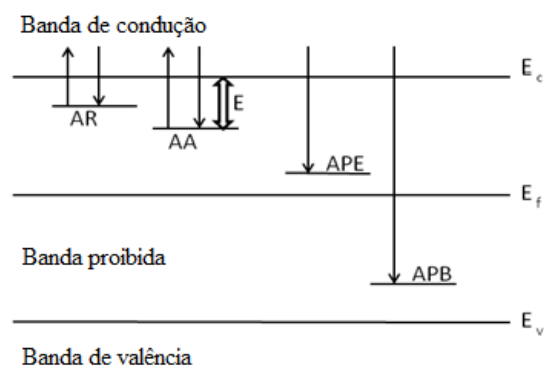 Banda de condução
E c
AR
E
AA
APE
E f
Banda proibida
APB
E v
Banda de valência